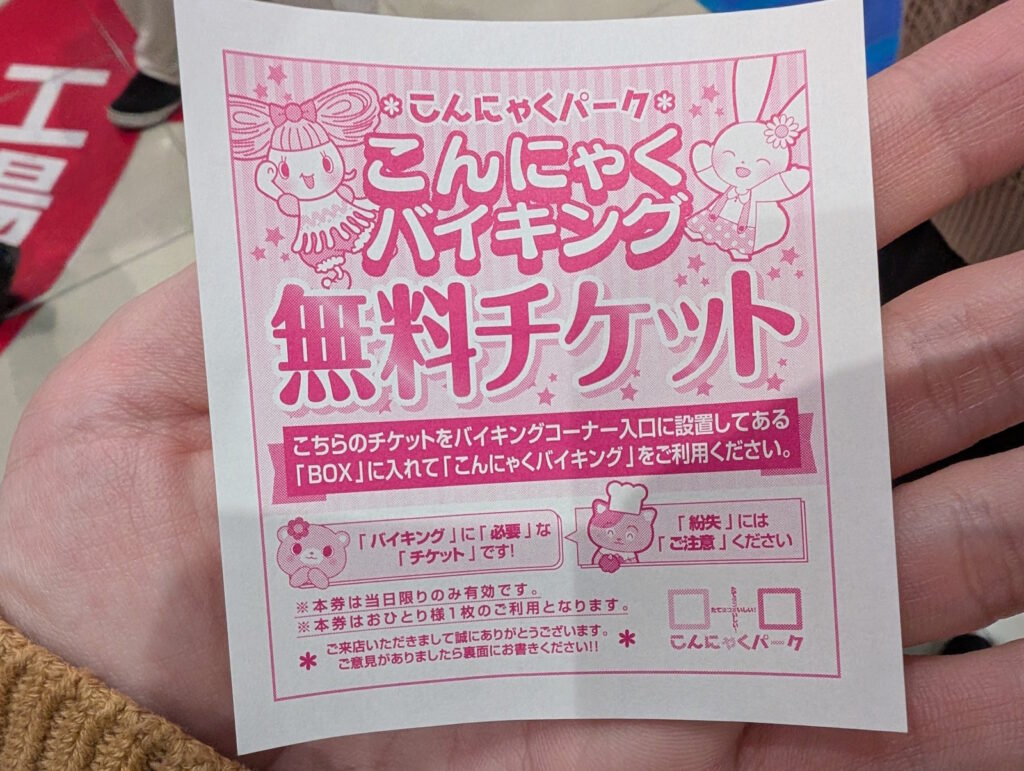 こんにゃくパーク
こんにゃく
バイキング
無料チケット
こちらのチケットをバイキングコーナー入口に設置してある
「BOX」に入れて「こんにゃくバイキング」をご利用ください。
「バイキング」に「必要」な
「チケット」です!
「紛失」には
「ご注意」ください
※本券は当日限りのみ有効です。
※本券はおひとり様1枚のご利用となります。
ご来店いただきまして誠にありがとうございます。
ご意見がありましたら裏面にお書きください!!
こんにゃくパーク
工場